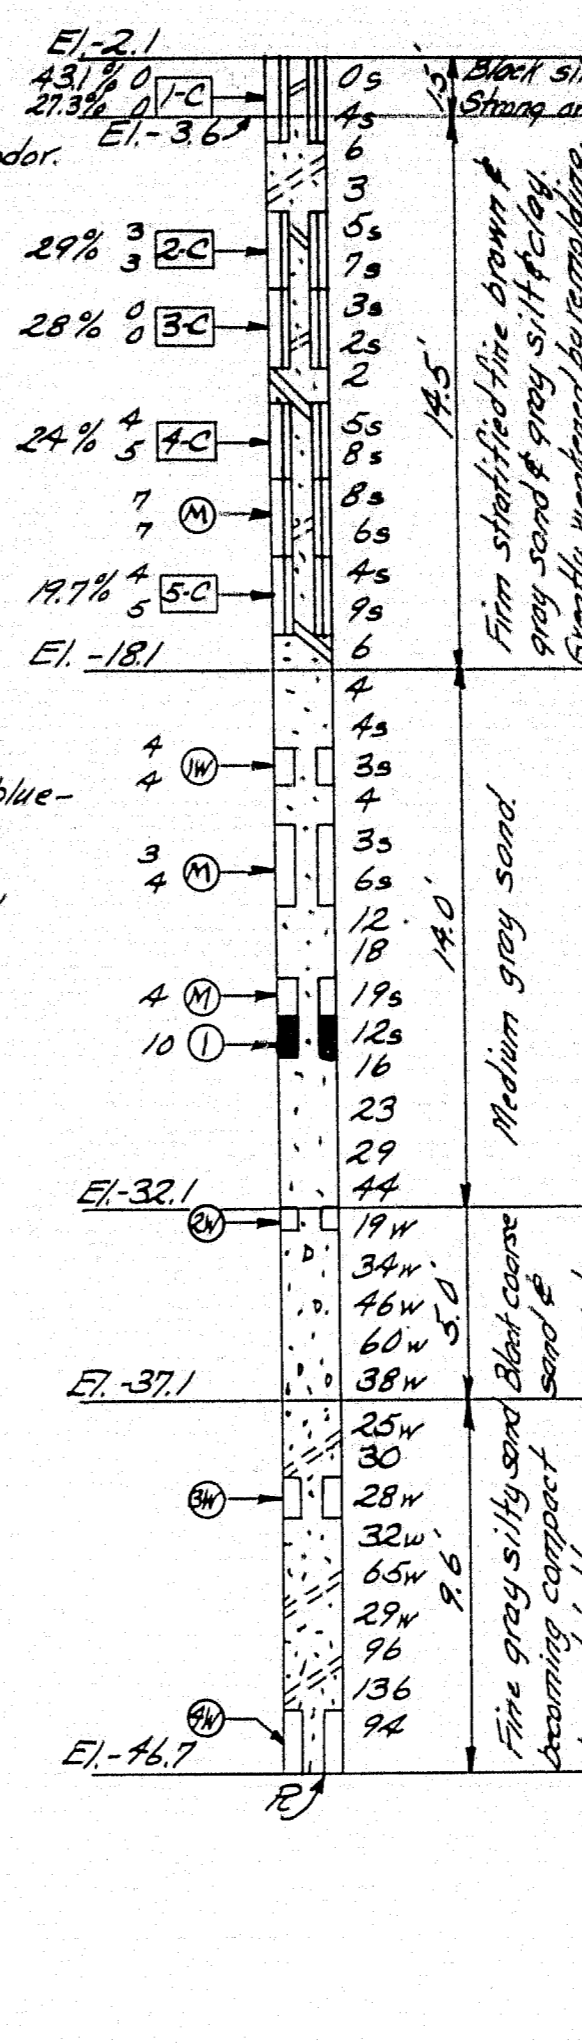 El.-2.1
43.1% 0 1-C 0s 1.5' Black
27.3% 0 4s Strong
El.-3.6
odor. 6
3
29% 3 2-C 5s
3 7s
28% 0 3-C 3s
0 2s
2
24% 4 4-C 5s
5 8s
7 M 8s
7 6s
19.7% 4 5-C 4s
5 9s
El. -18.1 6
14.5'
Firm stratified fine brown &
gray sand & gray silt & clay.
weakened by remolding.
4
4s
4 1W 3s
4
blue-
4
3 M 3s
4 6s
12
18
4 M 19s
10 1 12s
16
23
29
44
14.0'
Medium gray sand.
El.-32.1
2W 19w
34w
46w
60w
38w
5.0'
Black coarse
sand &
El. -37.1
25w
30
3W 28w
32w
65w
29w
96
136
4W 94
9.6'
Fine gray silty sand
becoming compact
El.-46.7
R